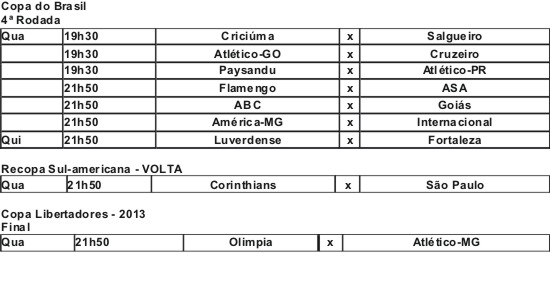 Copa do Brasil
4ª Rodada
Qua 19h30 Criciúma x Salgueiro
19h30 Atlético-GO x Cruzeiro
19h30 Paysandu x Atlético-PR
21h50 Flamengo x ASA
21h50 ABC x Goiás
21h50 América-MG x Internacional
Qui 21h50 Luverdense x Fortaleza
Recopa Sul-americana - VOLTA
Qua 21h50 Corinthians x São Paulo
Copa Libertadores - 2013
Final
Qua 21h50 Olimpia x Atlético-MG